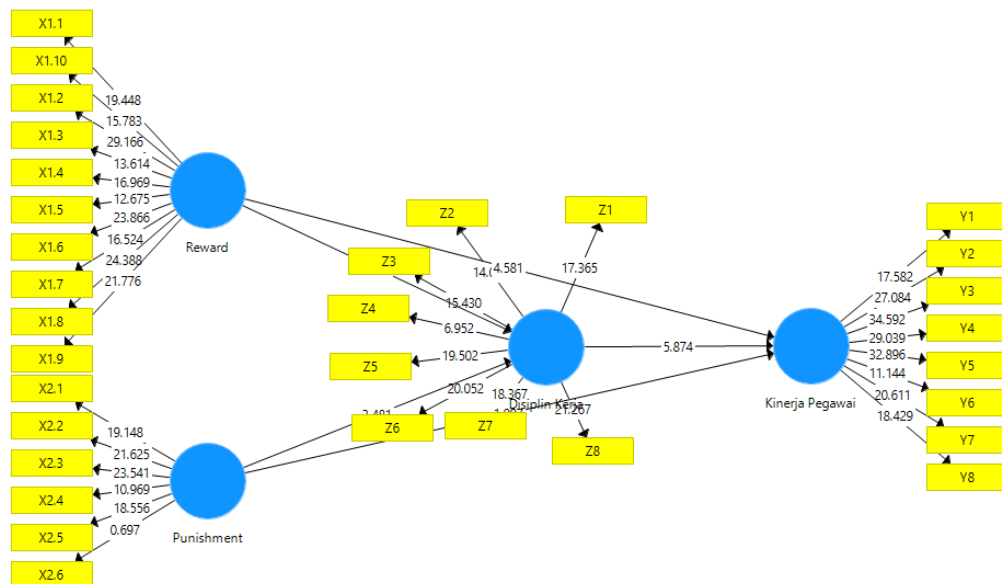 X1.1
X1.10
X1.2
X1.3
X1.4
X1.5
X1.6
X1.7
X1.8
X1.9
19.448
15.783
29.166
13.614
16.969
12.675
23.866
16.524
24.388
21.776
Reward
X2.1
X2.2
X2.3
X2.4
X2.5
X2.6
19.148
21.625
23.541
10.969
18.556
0.697
Punishment
Z2
Z1
Z3
Z4
Z5
Z6
Z7
Z8
4.581
17.365
15.430
6.952
19.502
20.052
18.367
21.267
Disiplin Kerja
5.874
Kinerja Pegawai
17.582
27.084
34.592
29.039
32.896
11.144
20.611
18.429
Y1
Y2
Y3
Y4
Y5
Y6
Y7
Y8